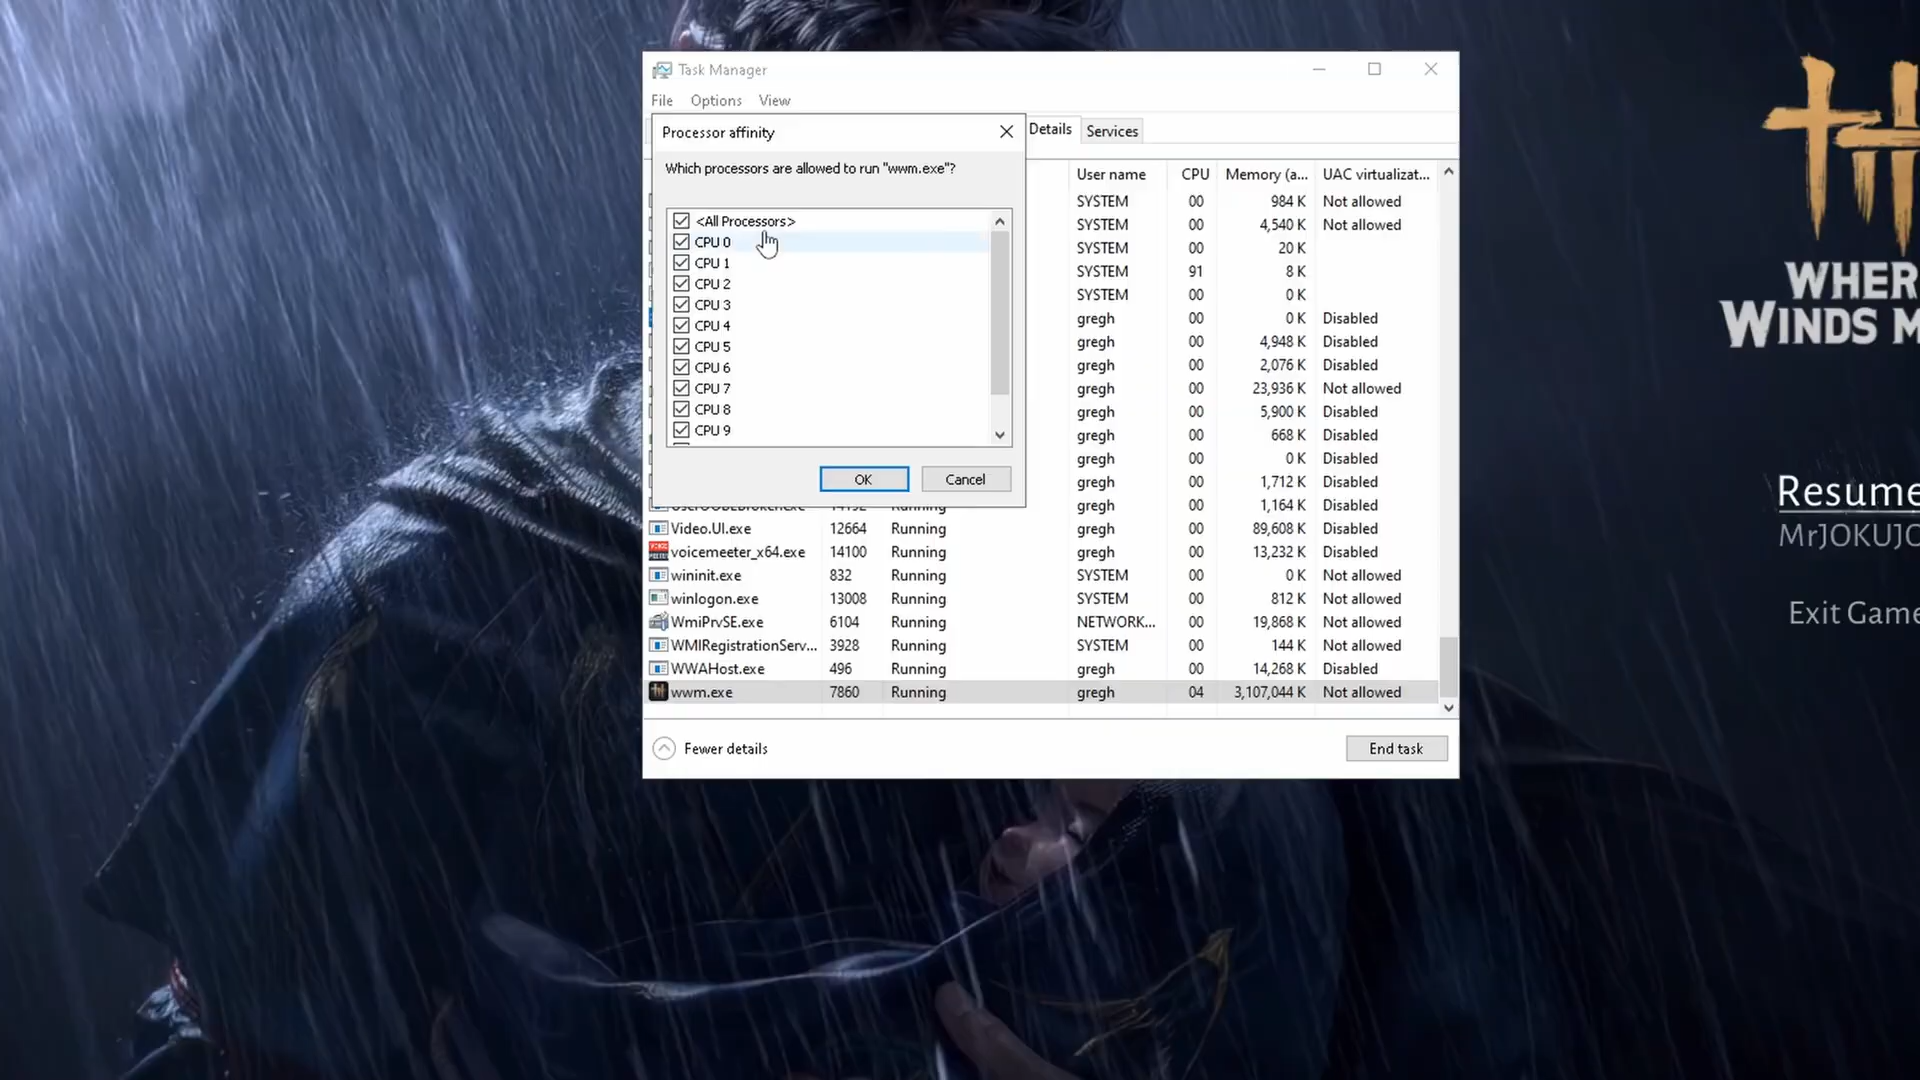 Task Manager
File Options View
Processor affinity
Details
Services
Which processors are allowed to run "wwm.exe"?
<All Processors>
CPU 0
CPU 1
CPU 2
CPU 3
CPU 4
CPU 5
CPU 6
CPU 7
CPU 8
CPU 9
OK
Cancel
User name CPU Memory (a... UAC virtualizat...
SYSTEM 00 984 K Not allowed
SYSTEM 00 4,540 K Not allowed
SYSTEM 00 20 K
SYSTEM 91 8 K
SYSTEM 00 0 K
gregh 00 0 K Disabled
gregh 00 4,948 K Disabled
gregh 00 2,076 K Disabled
gregh 00 23,936 K Not allowed
gregh 00 5,900 K Disabled
gregh 00 668 K Disabled
gregh 00 0 K Disabled
gregh 00 1,712 K Disabled
Running gregh 00 1,164 K Disabled
Video.UI.exe 12664 Running gregh 00 89,608 K Disabled
voicemeeter_x64.exe 14100 Running gregh 00 13,232 K Disabled
wininit.exe 832 Running SYSTEM 00 0 K Not allowed
winlogon.exe 13008 Running SYSTEM 00 812 K Not allowed
WmiPrvSE.exe 6104 Running NETWORK... 00 19,868 K Not allowed
WMIRegistrationServ... 3928 Running SYSTEM 00 144 K Not allowed
WWAHost.exe 496 Running gregh 00 14,268 K Disabled
wwm.exe 7860 Running gregh 04 3,107,044 K Not allowed
Fewer details
End task
WHER
WINDS M
Resume
MrJOKUJO
Exit Game